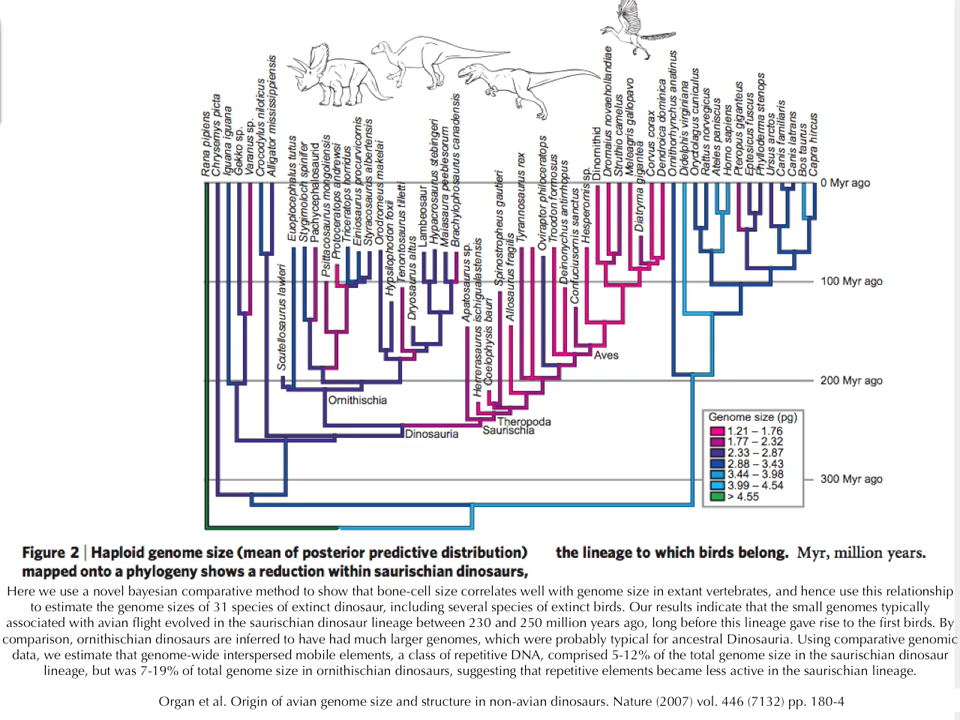 Rana pipiens
Chrysemys picta
Iguana iguana
Gekko sp.
Varanus sp.
Crocodylus niloticus
Alligator mississippiensis
Scutellosaurus lawleri
Euoplocephalus tutus
Stygimoloch spinifer
Pachycephalosaurid
Psittacosaurus mongoliensis
Protoceratops andrewsi
Triceratops horridus
Einiosaurus procurvicornis
Styracosaurus albertensis
Orodromeus makelai
Hypsilophodon foxii
Tenontosaurus tilletti
Dryosaurus altus
Lambeosaur
Hypacrosaurus stebingeri
Maiasaura peeblesorum
Brachylophosaurus canadensis
Apatosaurus sp.
Herrerasaurus ischigualastensis
Coelophysis bauri
Spinostropheus gautieri
Allosaurus fragilis
Tyrannosaurus rex
Oviraptor philoceratops
Troodon formosus
Deinonychus antirrhopus
Confuciusornis sanctus
Hesperornis sp.
Dinornithid
Dromaius novaehollandiae
Struthio camelus
Meleagris gallopavo
Diatryma gigantea
Corvus corax
Dendroica dominica
Ornithorhynchus anatinus
Didelphis virginiana
Oryctolagus cuniculus
Rattus norvegicus
Ateles paniscus
Homo sapiens
Pteropus giganteus
Eptesicus fuscus
Phylloderma stenops
Ursus arctos
Canis familiaris
Canis latrans
Bos taurus
Capra hircus
0 Myr ago
100 Myr ago
Aves
200 Myr ago
Ornithischia
Theropoda
Saurischia
Dinosauria
300 Myr ago
Genome size (pg)
1.21 – 1.76
1.77 – 2.32
2.33 – 2.87
2.88 – 3.43
3.44 – 3.98
3.99 – 4.54
> 4.55
Figure 2 | Haploid genome size (mean of posterior predictive distribution)
mapped onto a phylogeny shows a reduction within saurischian dinosaurs,
the lineage to which birds belong. Myr, million years.
Here we use a novel bayesian comparative method to show that bone-cell size correlates well with genome size in extant vertebrates, and hence use this relationship
to estimate the genome sizes of 31 species of extinct dinosaur, including several species of extinct birds. Our results indicate that the small genomes typically
associated with avian flight evolved in the saurischian dinosaur lineage between 230 and 250 million years ago, long before this lineage gave rise to the first birds. By
comparison, ornithischian dinosaurs are inferred to have had much larger genomes, which were probably typical for ancestral Dinosauria. Using comparative genomic
data, we estimate that genome-wide interspersed mobile elements, a class of repetitive DNA, comprised 5-12% of the total genome size in the saurischian dinosaur
lineage, but was 7-19% of total genome size in ornithischian dinosaurs, suggesting that repetitive elements became less active in the saurischian lineage.
Organ et al. Origin of avian genome size and structure in non-avian dinosaurs. Nature (2007) vol. 446 (7132) pp. 180-4